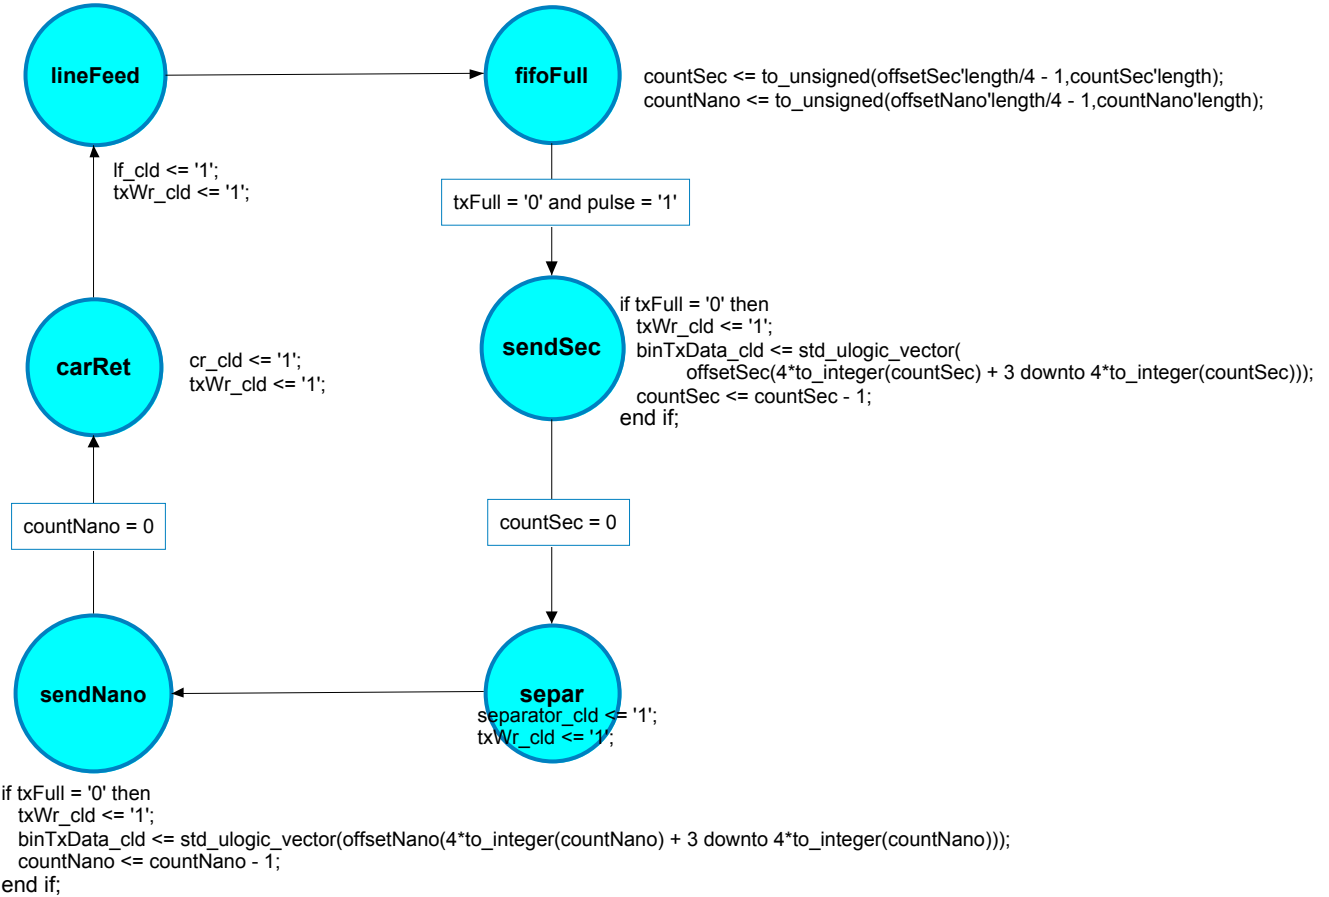 lineFeed
fifoFull
countSec <= to_unsigned(offsetSec'length/4 - 1,countSec'length);
countNano <= to_unsigned(offsetNano'length/4 - 1,countNano'length);
lf_cld <= '1';
txWr_cld <= '1';
txFull = '0' and pulse = '1'
sendSec
if txFull = '0' then
txWr_cld <= '1';
binTxData_cld <= std_ulogic_vector(
offsetSec(4*to_integer(countSec) + 3 downto 4*to_integer(countSec)));
countSec <= countSec - 1;
end if;
carRet
cr_cld <= '1';
txWr_cld <= '1';
countNano = 0
countSec = 0
sendNano
separ
separator_cld <= '1';
txWr_cld <= '1';
if txFull = '0' then
txWr_cld <= '1';
binTxData_cld <= std_ulogic_vector(offsetNano(4*to_integer(countNano) + 3 downto 4*to_integer(countNano)));
countNano <= countNano - 1;
end if;